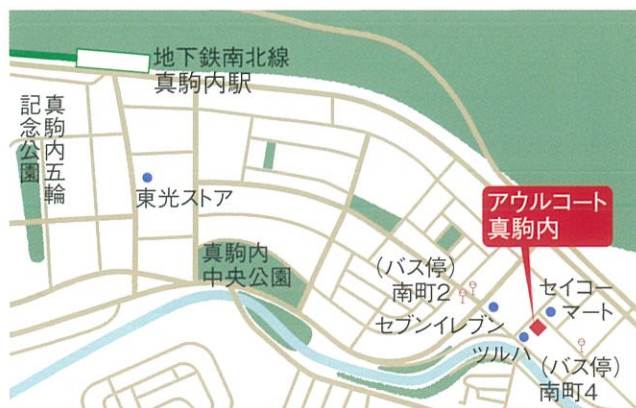 地下鉄南北線
真駒内駅
真駒内五輪
記念公園
東光ストア
真駒内
中央公園
アウルコート
真駒内
(バス停)
南町2
セイコー
マート
セブンイレブン
ツルハ
(バス停)
南町4